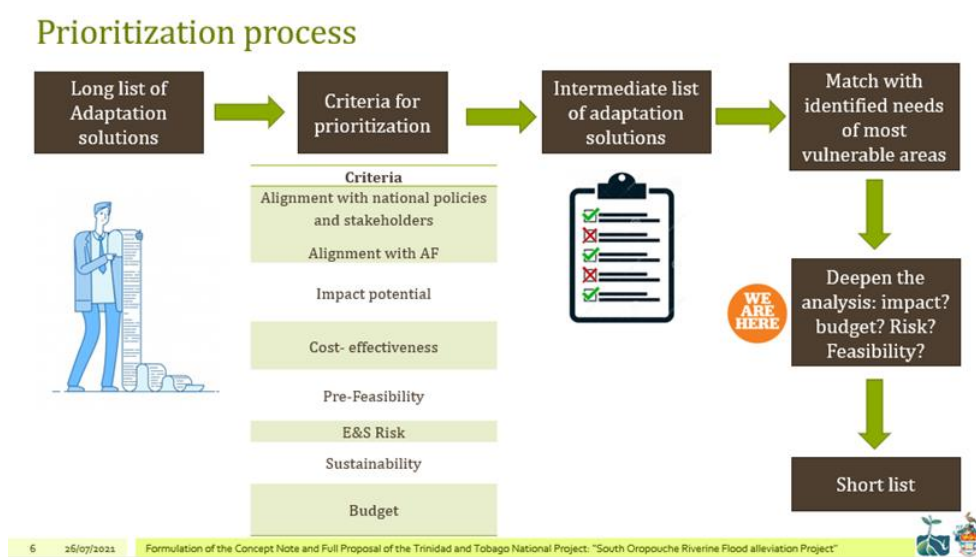 Prioritization process
Long list of
Adaptation
solutions
Criteria for
prioritization
Intermediate list
of adaptation
solutions
Match with
identified needs
of most
vulnerable areas
Criteria
Alignment with national policies
and stakeholders
Alignment with AF
Impact potential
Cost- effectiveness
Pre-Feasibility
E&S Risk
Sustainability
Budget
WE
ARE
HERE
Deepen the
analysis: impact?
budget? Risk?
Feasibility?
Short list
6 26/07/2021 Formulation of the Concept Note and Full Proposal of the Trinidad and Tobago National Project: "South Oropouche Riverine Flood alleviation Project"